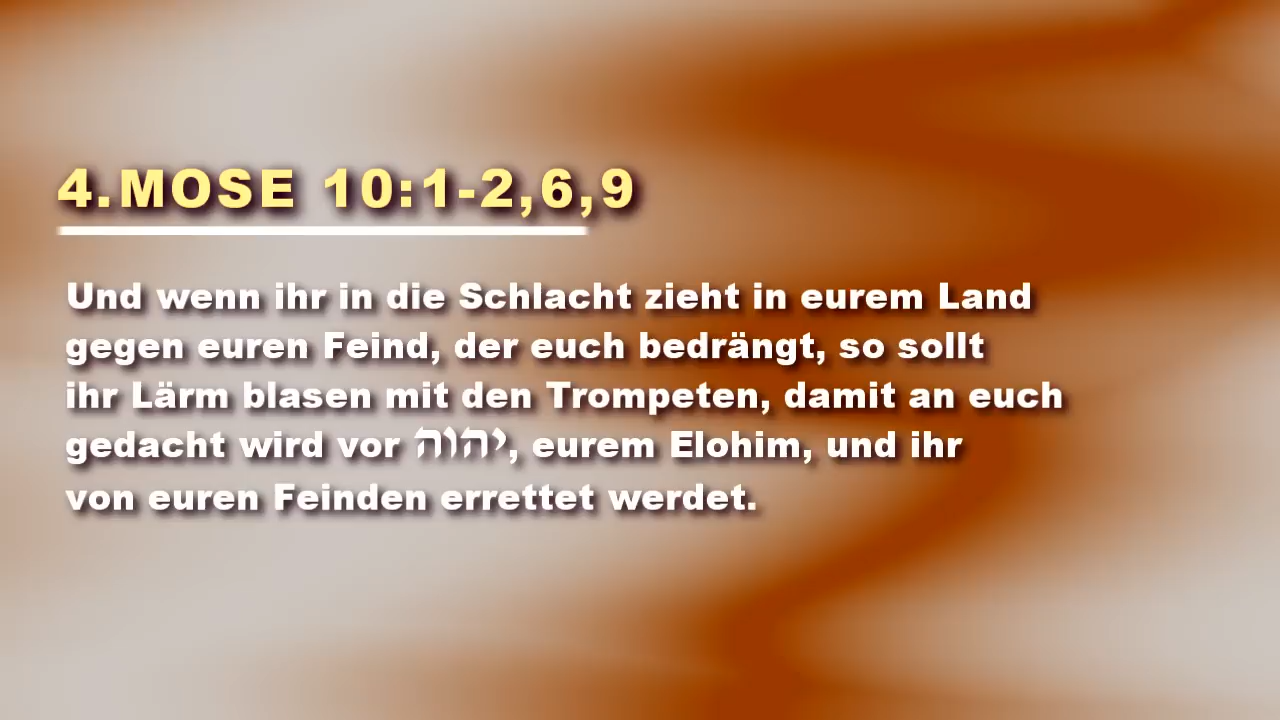 4.MOSE 10:1-2,6,9
Und wenn ihr in die Schlacht zieht in eurem Land
gegen euren Feind, der euch bedrängt, so sollt
ihr Lärm blasen mit den Trompeten, damit an euch
gedacht wird vor יהוה, eurem Elohim, und ihr
von euren Feinden errettet werdet.